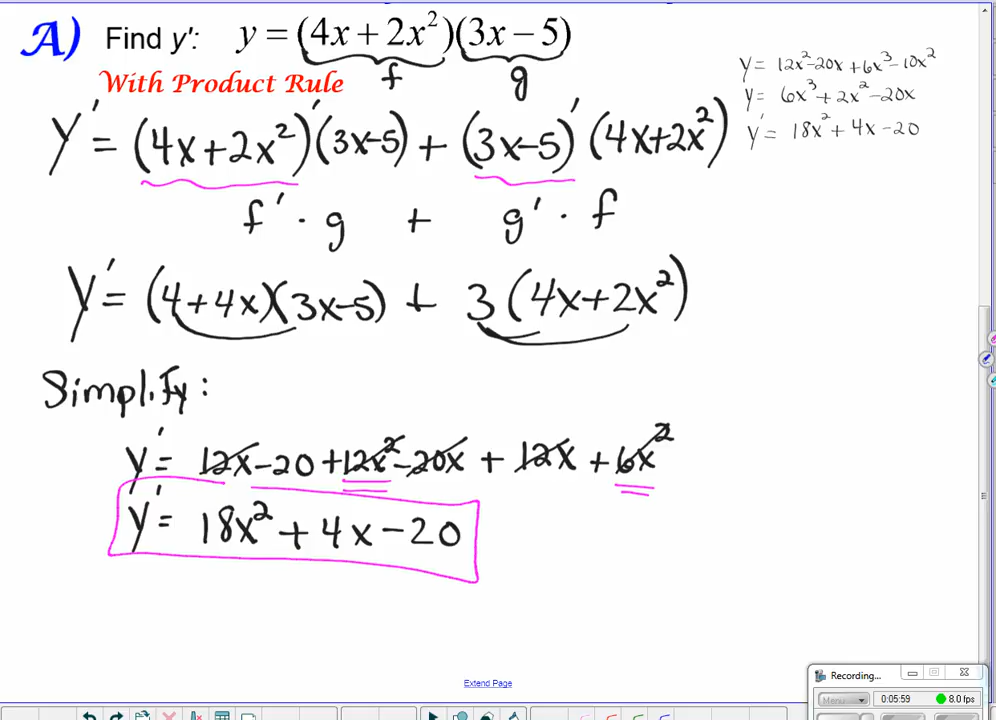 A) Find y': y = (4x + 2x²)(3x − 5)
f g
With Product Rule
y = 12x² - 20x + 6x³ - 10x²
y = 6x³ + 2x² - 20x
y' = 18x² + 4x - 20
y' = (4x+2x²)'(3x-5) + (3x-5)'(4x+2x²)
f' · g + g' · f
y' = (4+4x)(3x-5) + 3(4x+2x²)
Simplify:
y' = 12x - 20 + 12x² - 20x + 12x + 6x²
y' = 18x² + 4x - 20
Extend Page
Recording...
Menu 0:05:59 8.0 fps